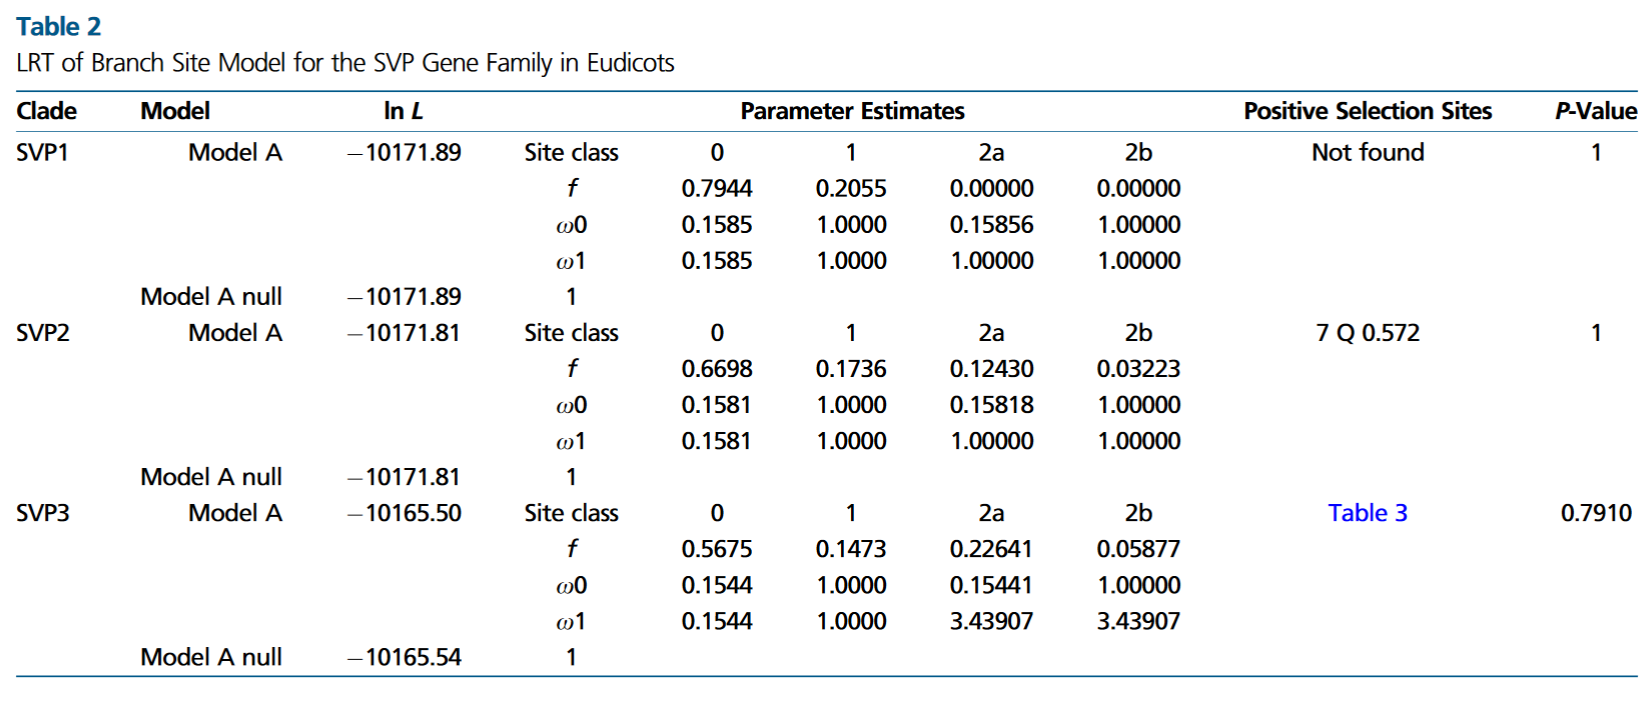 Table 2
LRT of Branch Site Model for the SVP Gene Family in Eudicots
Clade Model ln L Parameter Estimates Positive Selection Sites P-Value
SVP1 Model A −10171.89 Site class 0 1 2a 2b Not found 1
f 0.7944 0.2055 0.00000 0.00000
ω0 0.1585 1.0000 0.15856 1.00000
ω1 0.1585 1.0000 1.00000 1.00000
Model A null −10171.89 1
SVP2 Model A −10171.81 Site class 0 1 2a 2b 7 Q 0.572 1
f 0.6698 0.1736 0.12430 0.03223
ω0 0.1581 1.0000 0.15818 1.00000
ω1 0.1581 1.0000 1.00000 1.00000
Model A null −10171.81 1
SVP3 Model A −10165.50 Site class 0 1 2a 2b Table 3 0.7910
f 0.5675 0.1473 0.22641 0.05877
ω0 0.1544 1.0000 0.15441 1.00000
ω1 0.1544 1.0000 3.43907 3.43907
Model A null −10165.54 1